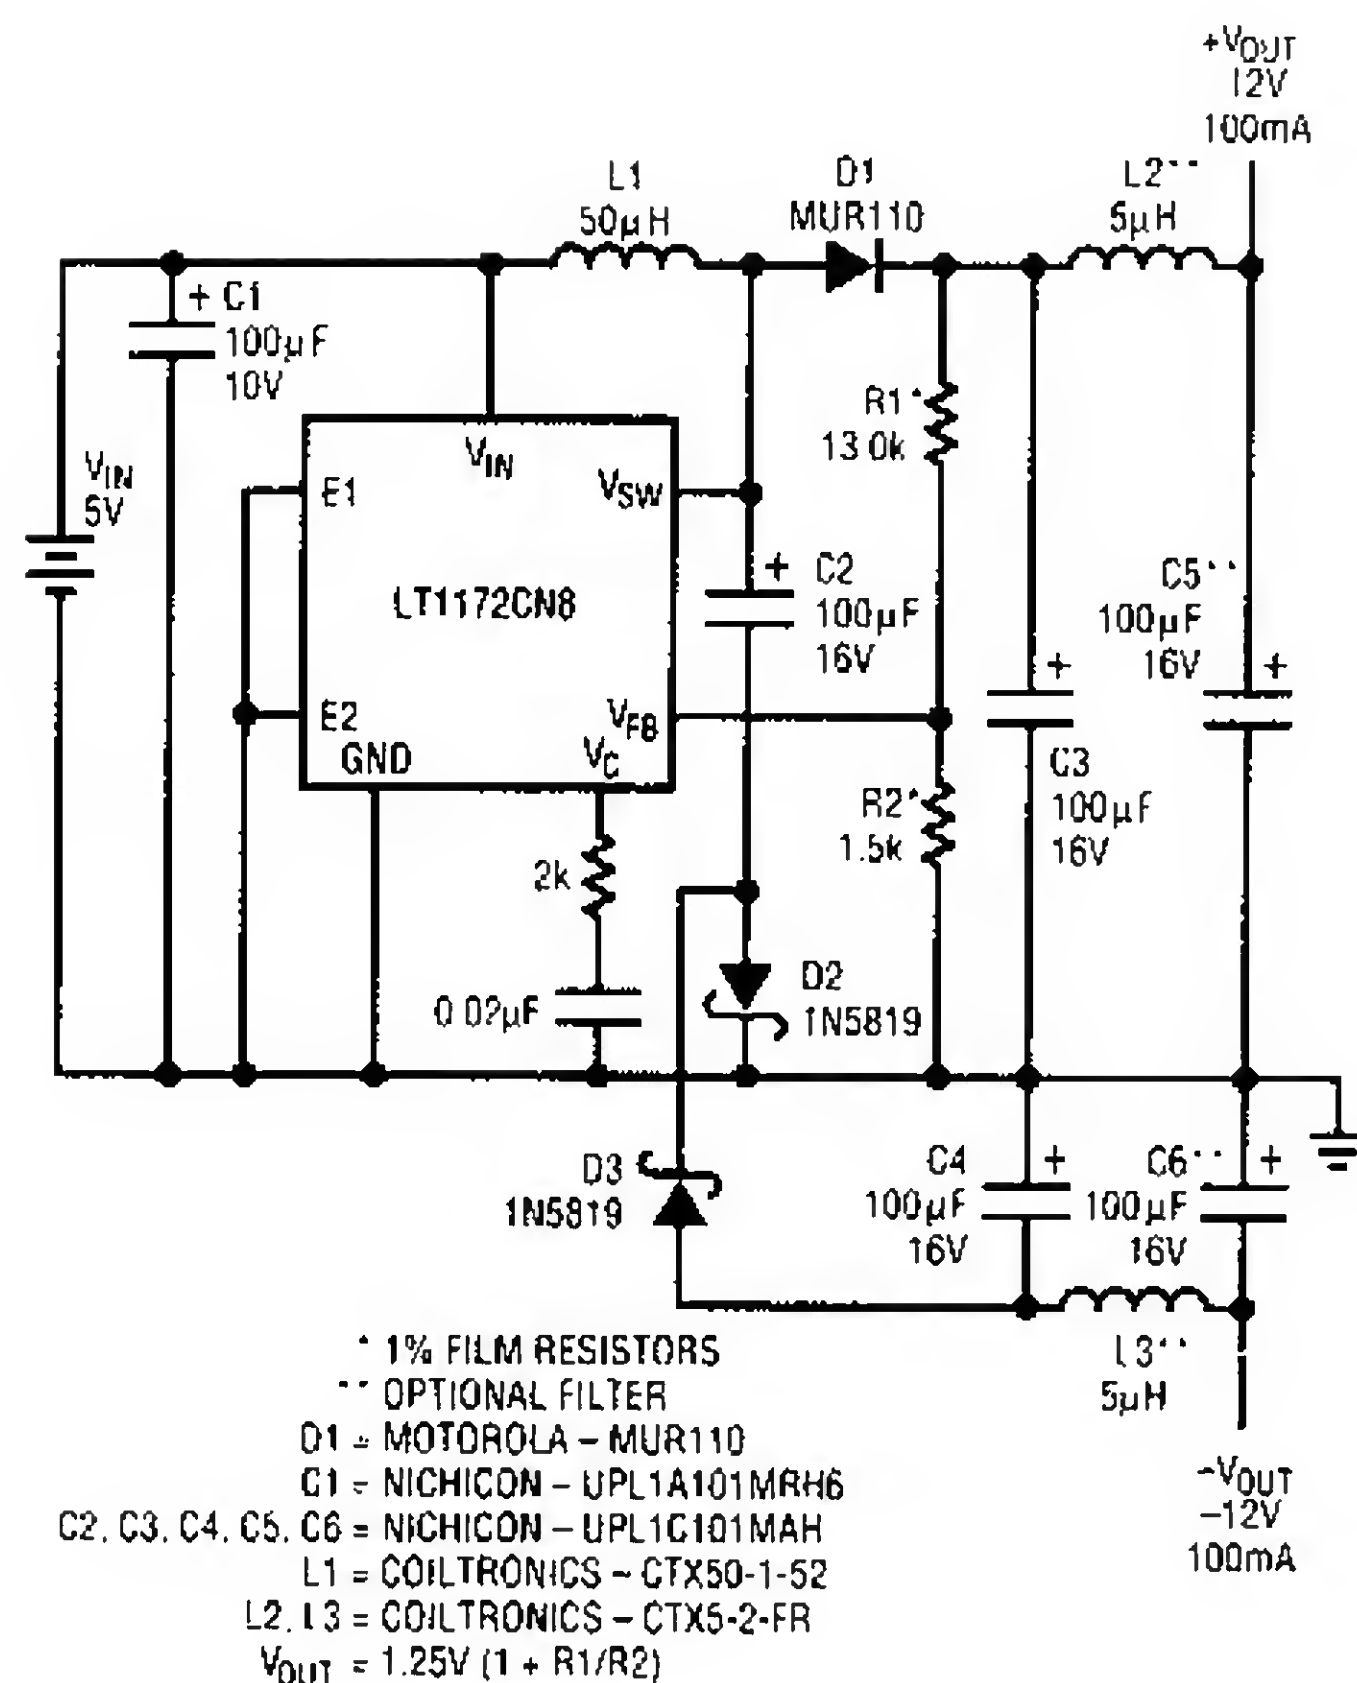 +VOUT
12V
100mA
L1
50µH
D1
MUR110
L2**
5µH
+ C1
100µF
10V
VIN
5V
VIN
E1
VSW
LT1172CN8
E2
VFB
GND
VC
R1*
13.0k
+ C2
100µF
16V
C5**
100µF
16V
+
+
C3
100µF
16V
R2*
1.5k
2k
0.02µF
D2
1N5819
D3
1N5819
C4
+
100µF
16V
C6**
+
100µF
16V
L3**
5µH
-VOUT
-12V
100mA
* 1% FILM RESISTORS
** OPTIONAL FILTER
D1 = MOTOROLA – MUR110
C1 = NICHICON – UPL1A101MRH6
C2, C3, C4, C5, C6 = NICHICON – UPL1C101MAH
L1 = COILTRONICS – CTX50-1-52
L2, L3 = COILTRONICS – CTX5-2-FR
VOUT = 1.25V (1 + R1/R2)